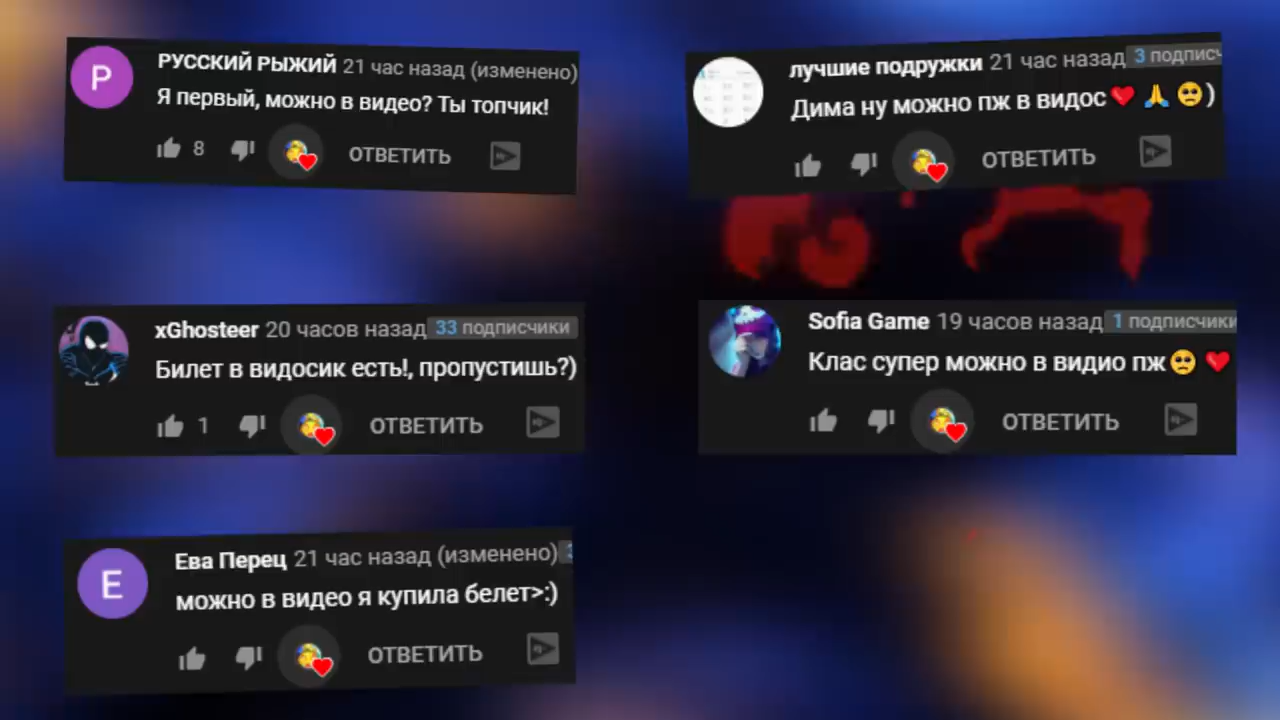 РУССКИЙ РЫЖИЙ 21 час назад (изменено)
Я первый, можно в видео? Ты топчик!
8 ОТВЕТИТЬ
лучшие подружки 21 час назад 3 подписч
Дима ну можно пж в видос❤️🙏🥺)
ОТВЕТИТЬ
xGhosteer 20 часов назад 33 подписчики
Билет в видосик есть!, пропустишь?)
1 ОТВЕТИТЬ
Sofia Game 19 часов назад 1 подписчики
Клас супер можно в видио пж🥺❤️
ОТВЕТИТЬ
Ева Перец 21 час назад (изменено)
можно в видео я купила белет>:)
ОТВЕТИТЬ